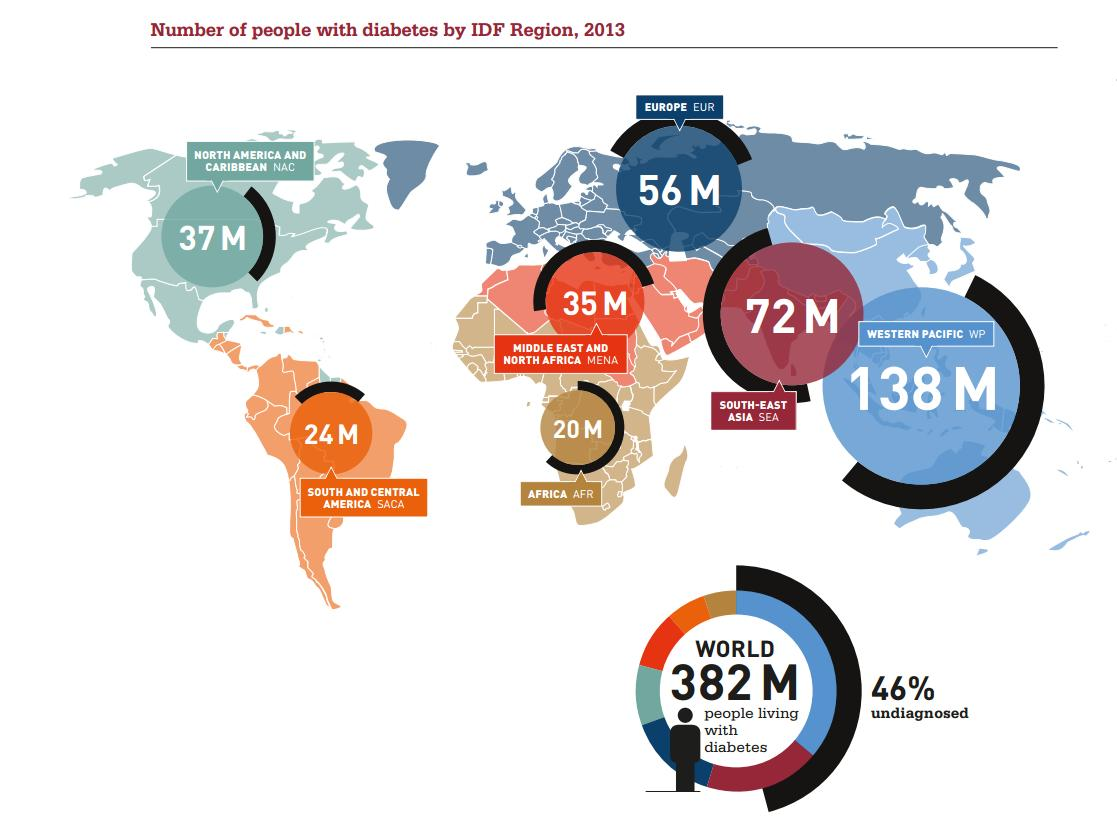 Number of people with diabetes by IDF Region, 2013
EUROPE EUR
56 M
NORTH AMERICA AND
CARIBBEAN NAC
37 M
35 M
MIDDLE EAST AND
NORTH AFRICA MENA
72 M
SOUTH-EAST
ASIA SEA
WESTERN PACIFIC WP
138 M
24 M
SOUTH AND CENTRAL
AMERICA SACA
20 M
AFRICA AFR
WORLD
382 M
people living
with
diabetes
46%
undiagnosed